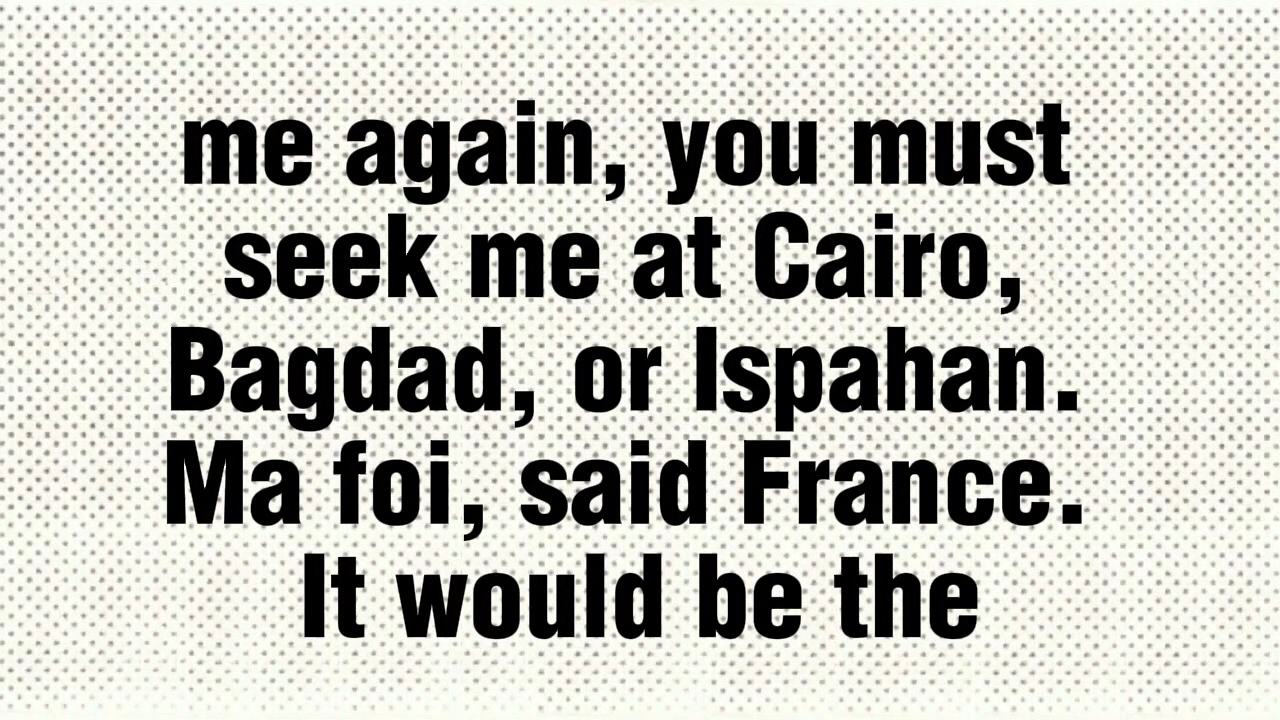 me again, you must
seek me at Cairo,
Bagdad, or Ispahan.
Ma foi, said France.
It would be the